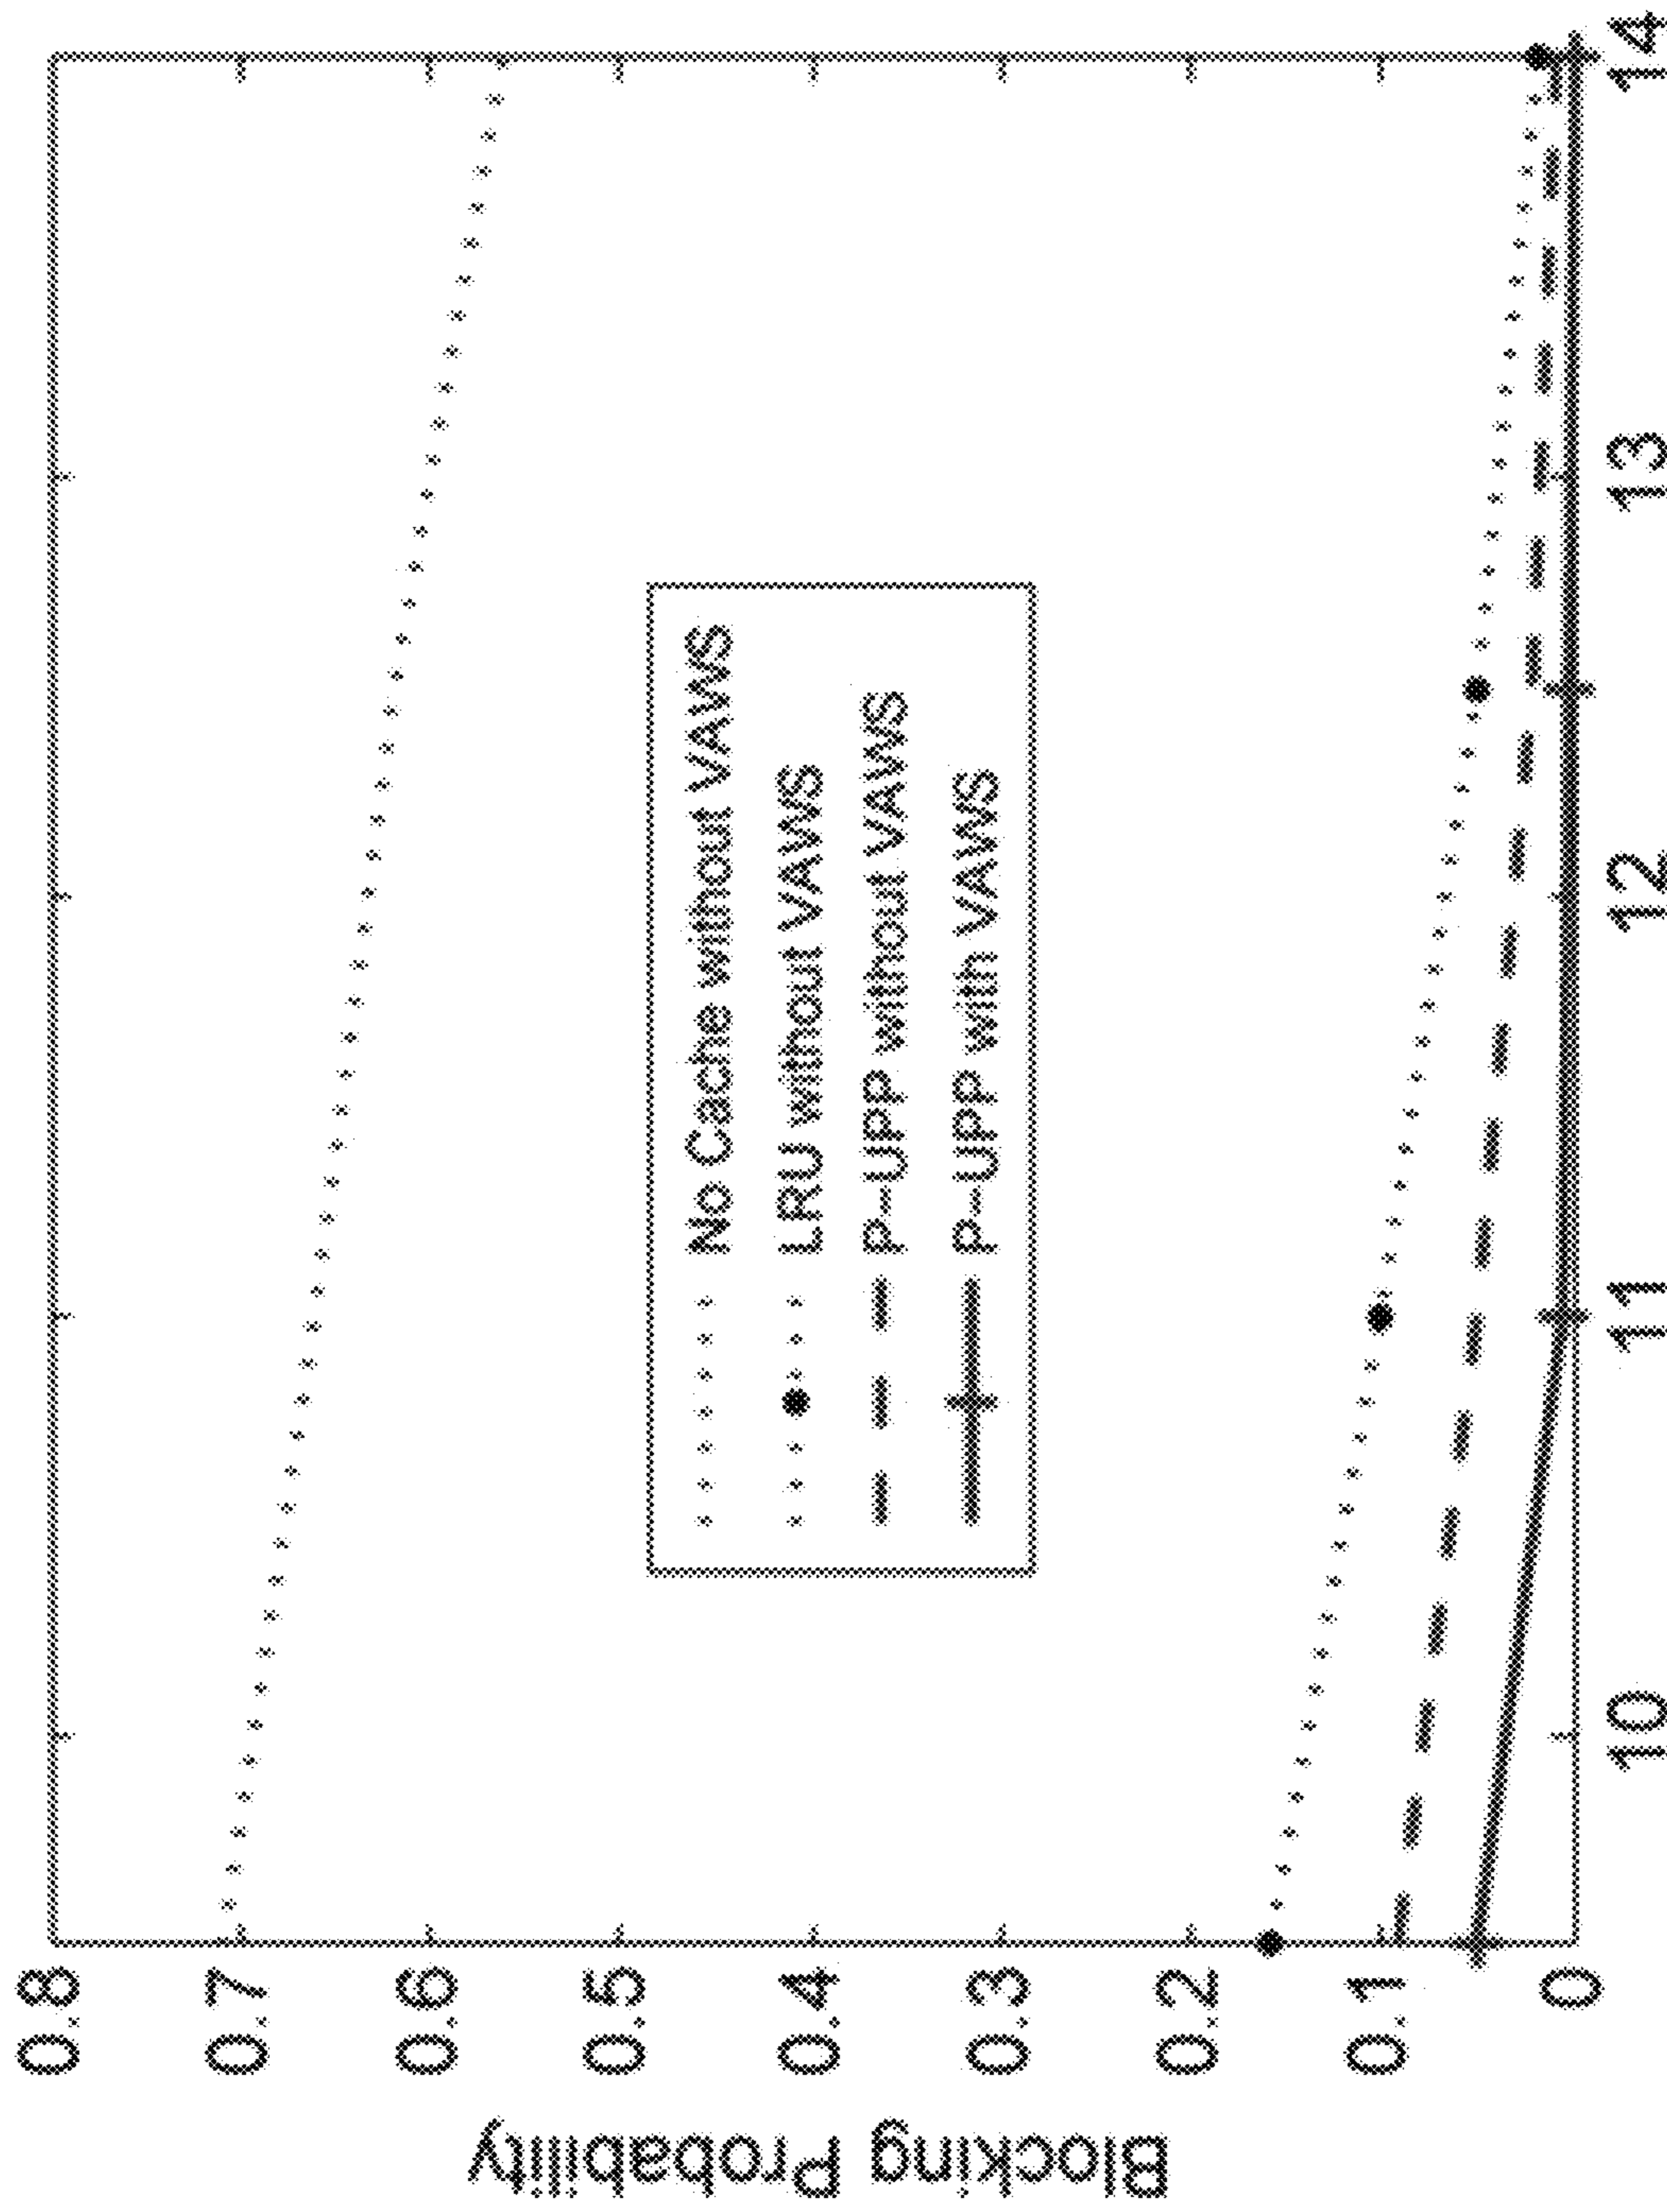 Blocking Probability
0.8
0.7
0.6
0.5
0.4
0.3
0.2
0.1
0
No Cache without VAWS
LRU without VAWS
P-UPP without VAWS
P-UPP with VAWS
10
11
12
13
14